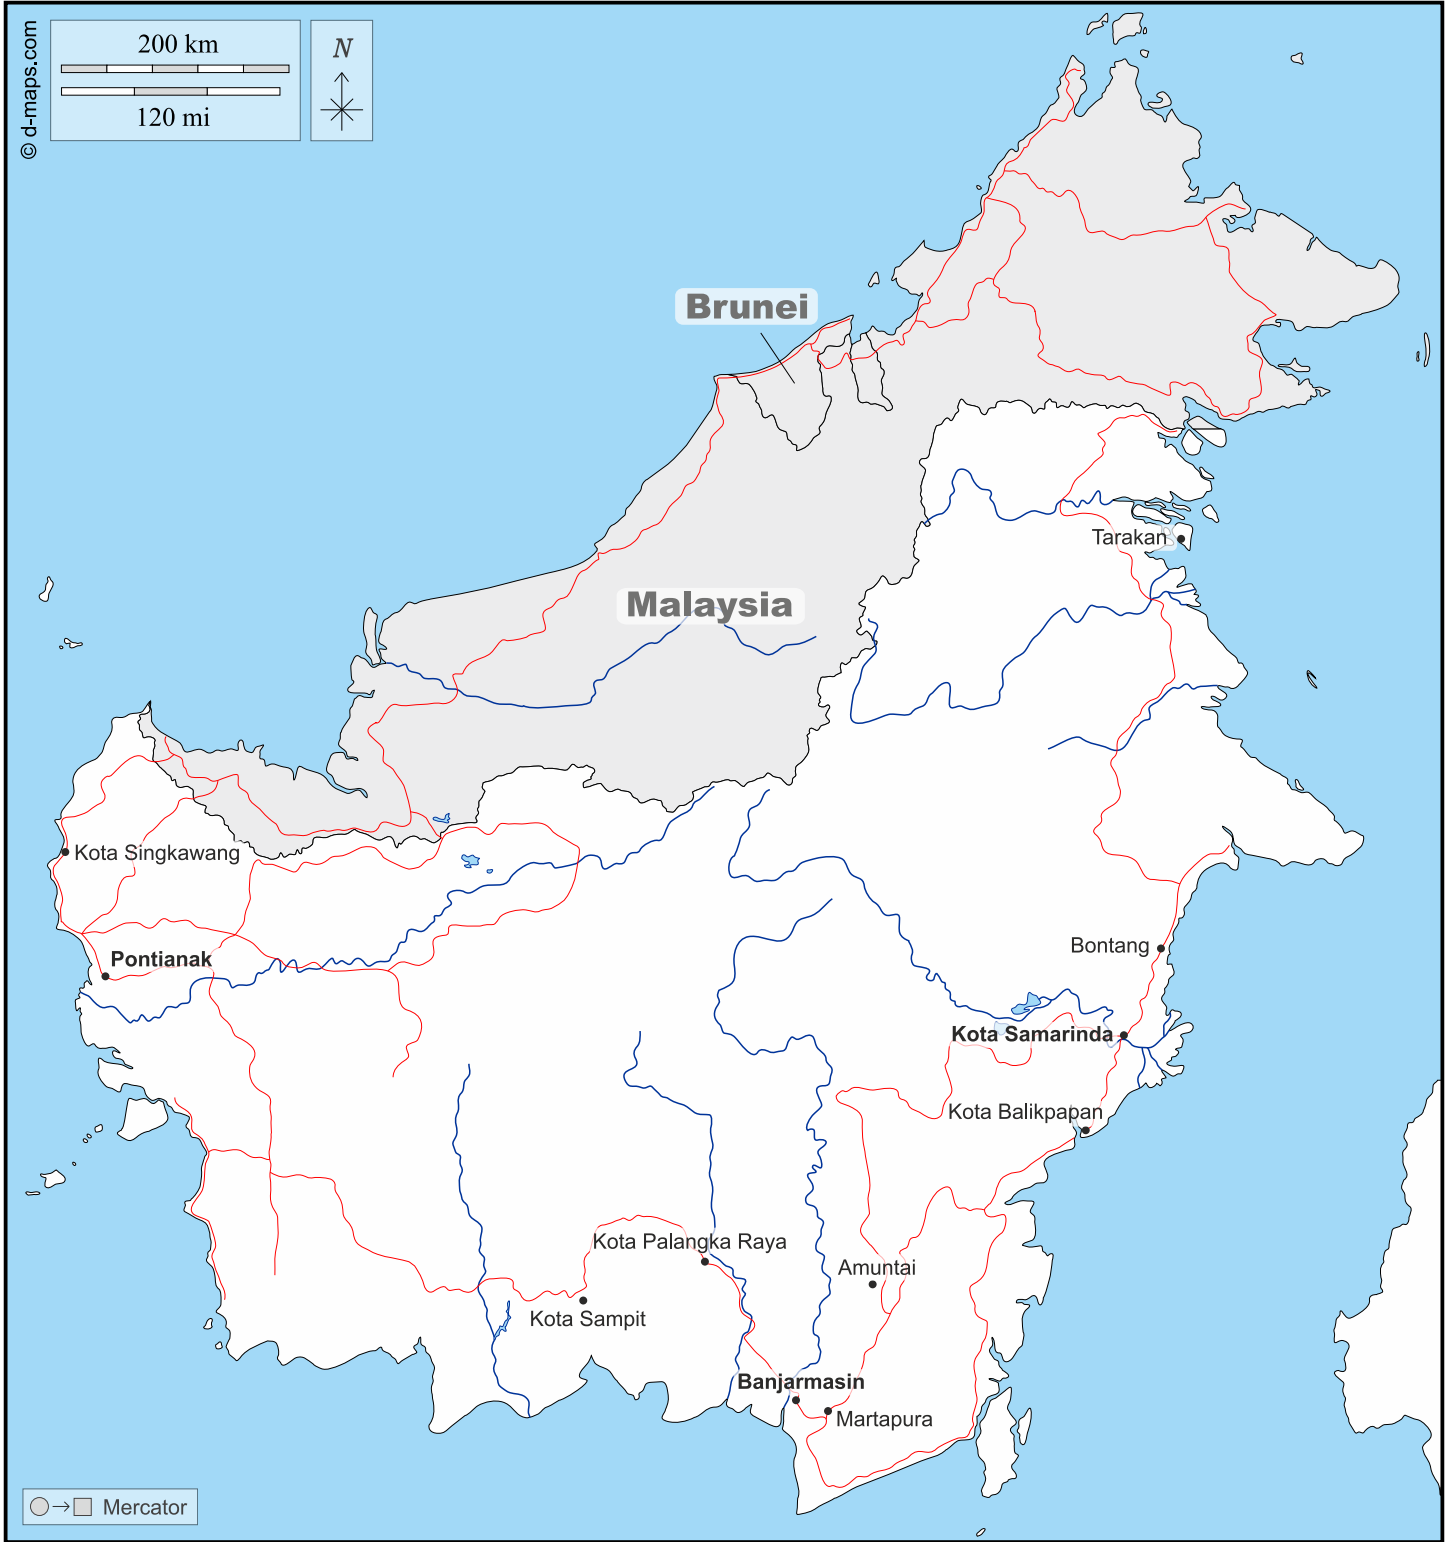 © d-maps.com
200 km
120 mi
N
Brunei
Malaysia
Tarakan
Kota Singkawang
Pontianak
Bontang
Kota Samarinda
Kota Balikpapan
Kota Palangka Raya
Amuntai
Kota Sampit
Banjarmasin
Martapura
Mercator